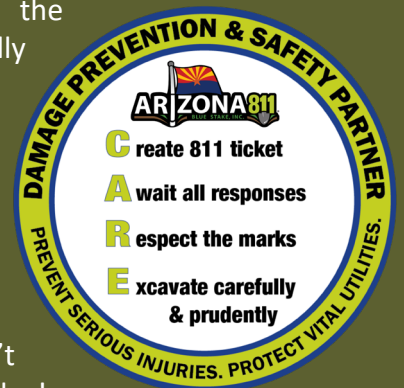 the
lly
DAMAGE PREVENTION & SAFETY PARTNER
ARIZONA811
BLUE STAKE, INC.
Create 811 ticket
Await all responses
Respect the marks
Excavate carefully
& prudently
PREVENT SERIOUS INJURIES. PROTECT VITAL UTILITIES.
't